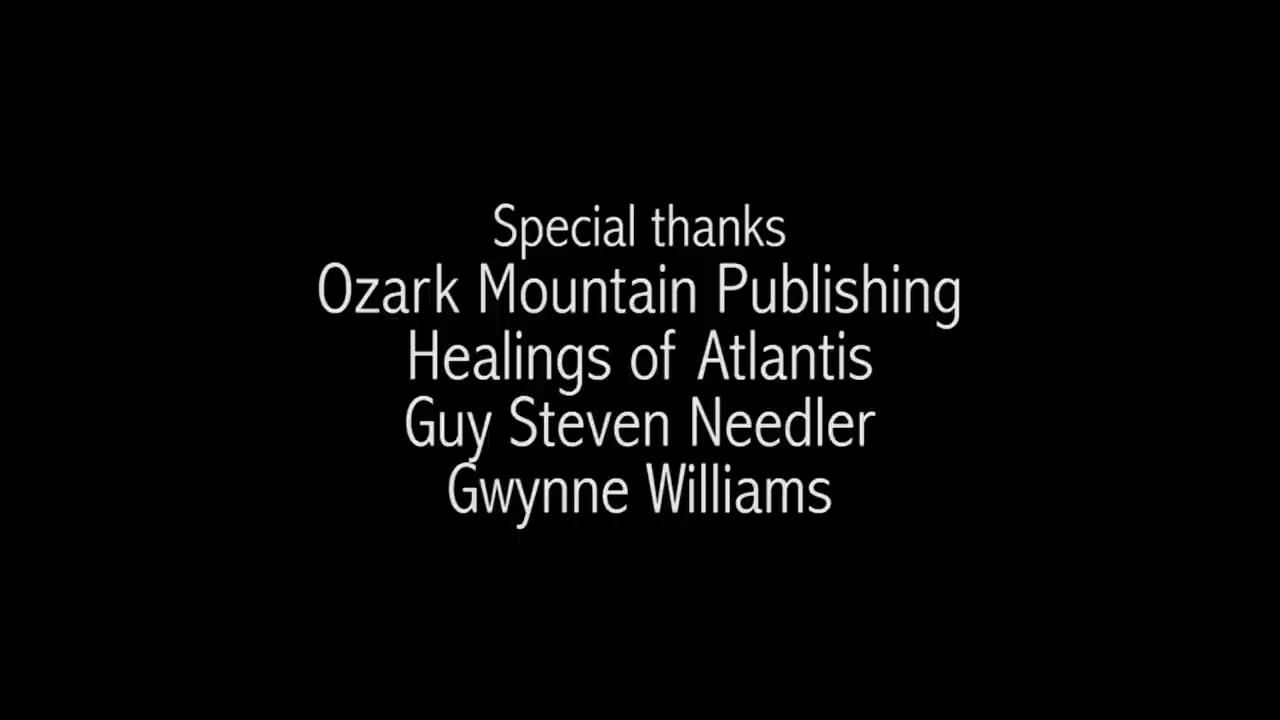 Special thanks
Ozark Mountain Publishing
Healings of Atlantis
Guy Steven Needler
Gwynne Williams